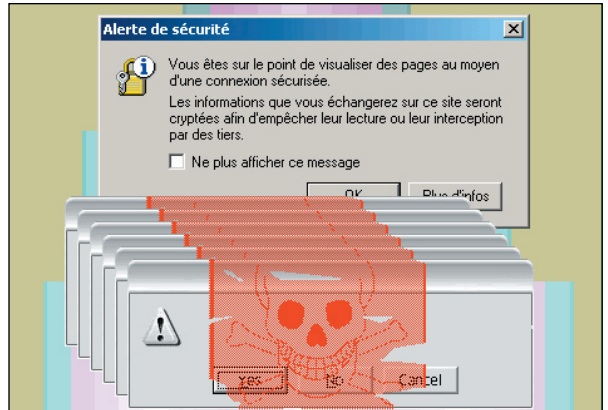 Alerte de sécurité
Vous êtes sur le point de visualiser des pages au moyen
d'une connexion sécurisée.
Les informations que vous échangerez sur ce site seront
cryptées afin d'empêcher leur lecture ou leur interception
par des tiers.
Ne plus afficher ce message
OK Plus d'infos
Yes No Cancel